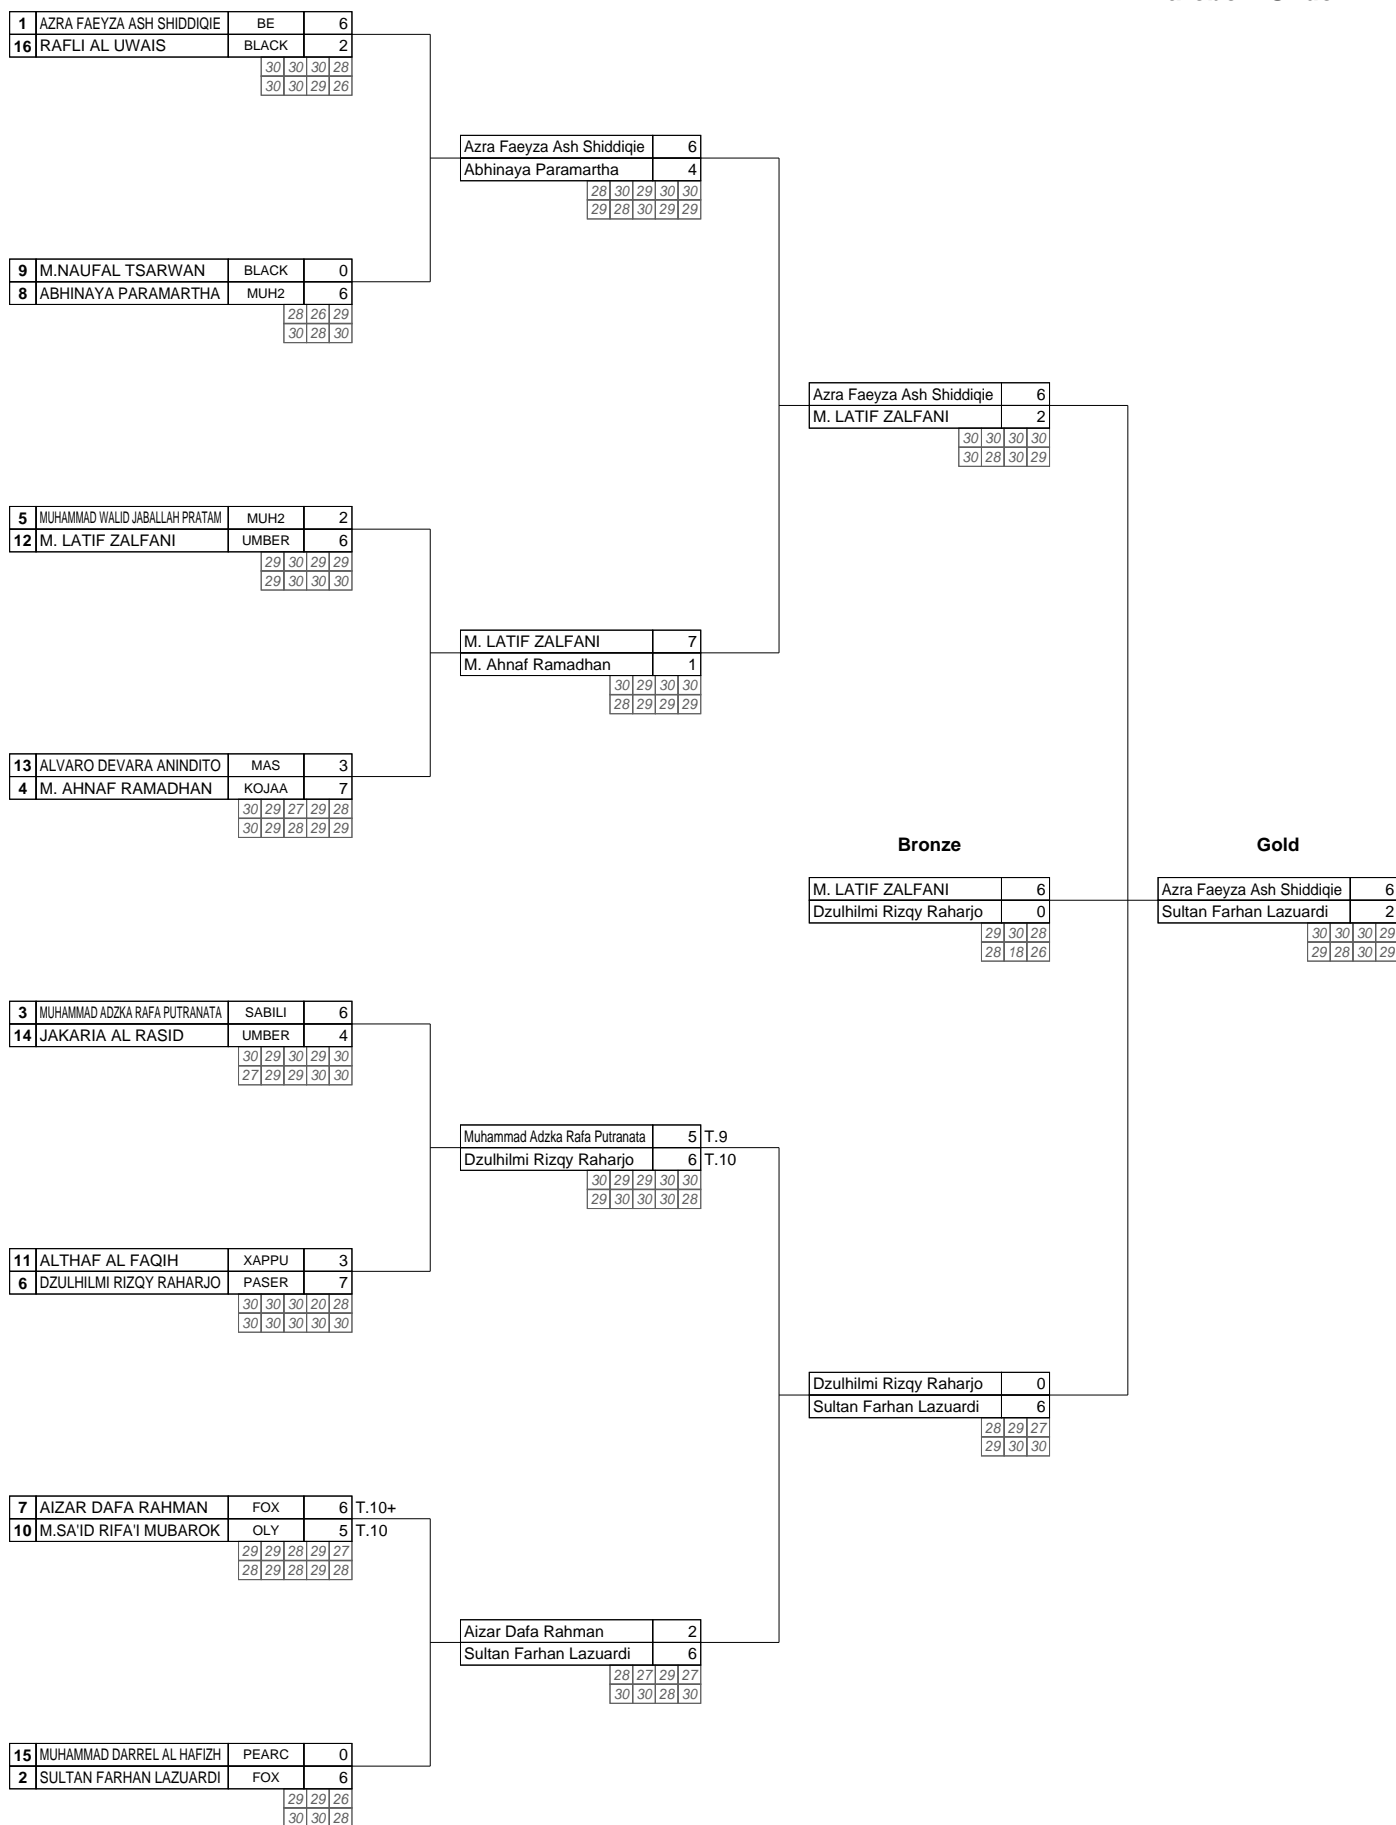 1 AZRA FAEYZA ASH SHIDDIQIE BE 6
16 RAFLI AL UWAIS BLACK 2
30 30 30 28
30 30 29 26
Azra Faeyza Ash Shiddiqie 6
Abhinaya Paramartha 4
28 30 29 30 30
29 28 30 29 29
9 M.NAUFAL TSARWAN BLACK 0
8 ABHINAYA PARAMARTHA MUH2 6
28 26 29
30 28 30
Azra Faeyza Ash Shiddiqie 6
M. LATIF ZALFANI 2
30 30 30 30
30 28 30 29
5 MUHAMMAD WALID JABALLAH PRATAM MUH2 2
12 M. LATIF ZALFANI UMBER 6
29 30 29 29
29 30 30 30
M. LATIF ZALFANI 7
M. Ahnaf Ramadhan 1
30 29 30 30
28 29 29 29
13 ALVARO DEVARA ANINDITO MAS 3
4 M. AHNAF RAMADHAN KOJAA 7
30 29 27 29 28
30 29 28 29 29
Bronze Gold
M. LATIF ZALFANI 6 Azra Faeyza Ash Shiddiqie 6
Dzulhilmi Rizqy Raharjo 0 Sultan Farhan Lazuardi 2
29 30 28 30 30 30 29
28 18 26 29 28 30 29
3 MUHAMMAD ADZKA RAFA PUTRANATA SABILI 6
14 JAKARIA AL RASID UMBER 4
30 29 30 29 30
27 29 29 30 30
Muhammad Adzka Rafa Putranata 5 T.9
Dzulhilmi Rizqy Raharjo 6 T.10
30 29 29 30 30
29 30 30 30 28
11 ALTHAF AL FAQIH XAPPU 3
6 DZULHILMI RIZQY RAHARJO PASER 7
30 30 30 20 28
30 30 30 30 30
Dzulhilmi Rizqy Raharjo 0
Sultan Farhan Lazuardi 6
28 29 27
29 30 30
7 AIZAR DAFA RAHMAN FOX 6 T.10+
10 M.SA'ID RIFA'I MUBAROK OLY 5 T.10
29 29 28 29 27
28 29 28 29 28
Aizar Dafa Rahman 2
Sultan Farhan Lazuardi 6
28 27 29 27
30 30 28 30
15 MUHAMMAD DARREL AL HAFIZH PEARC 0
2 SULTAN FARHAN LAZUARDI FOX 6
29 29 26
30 30 28